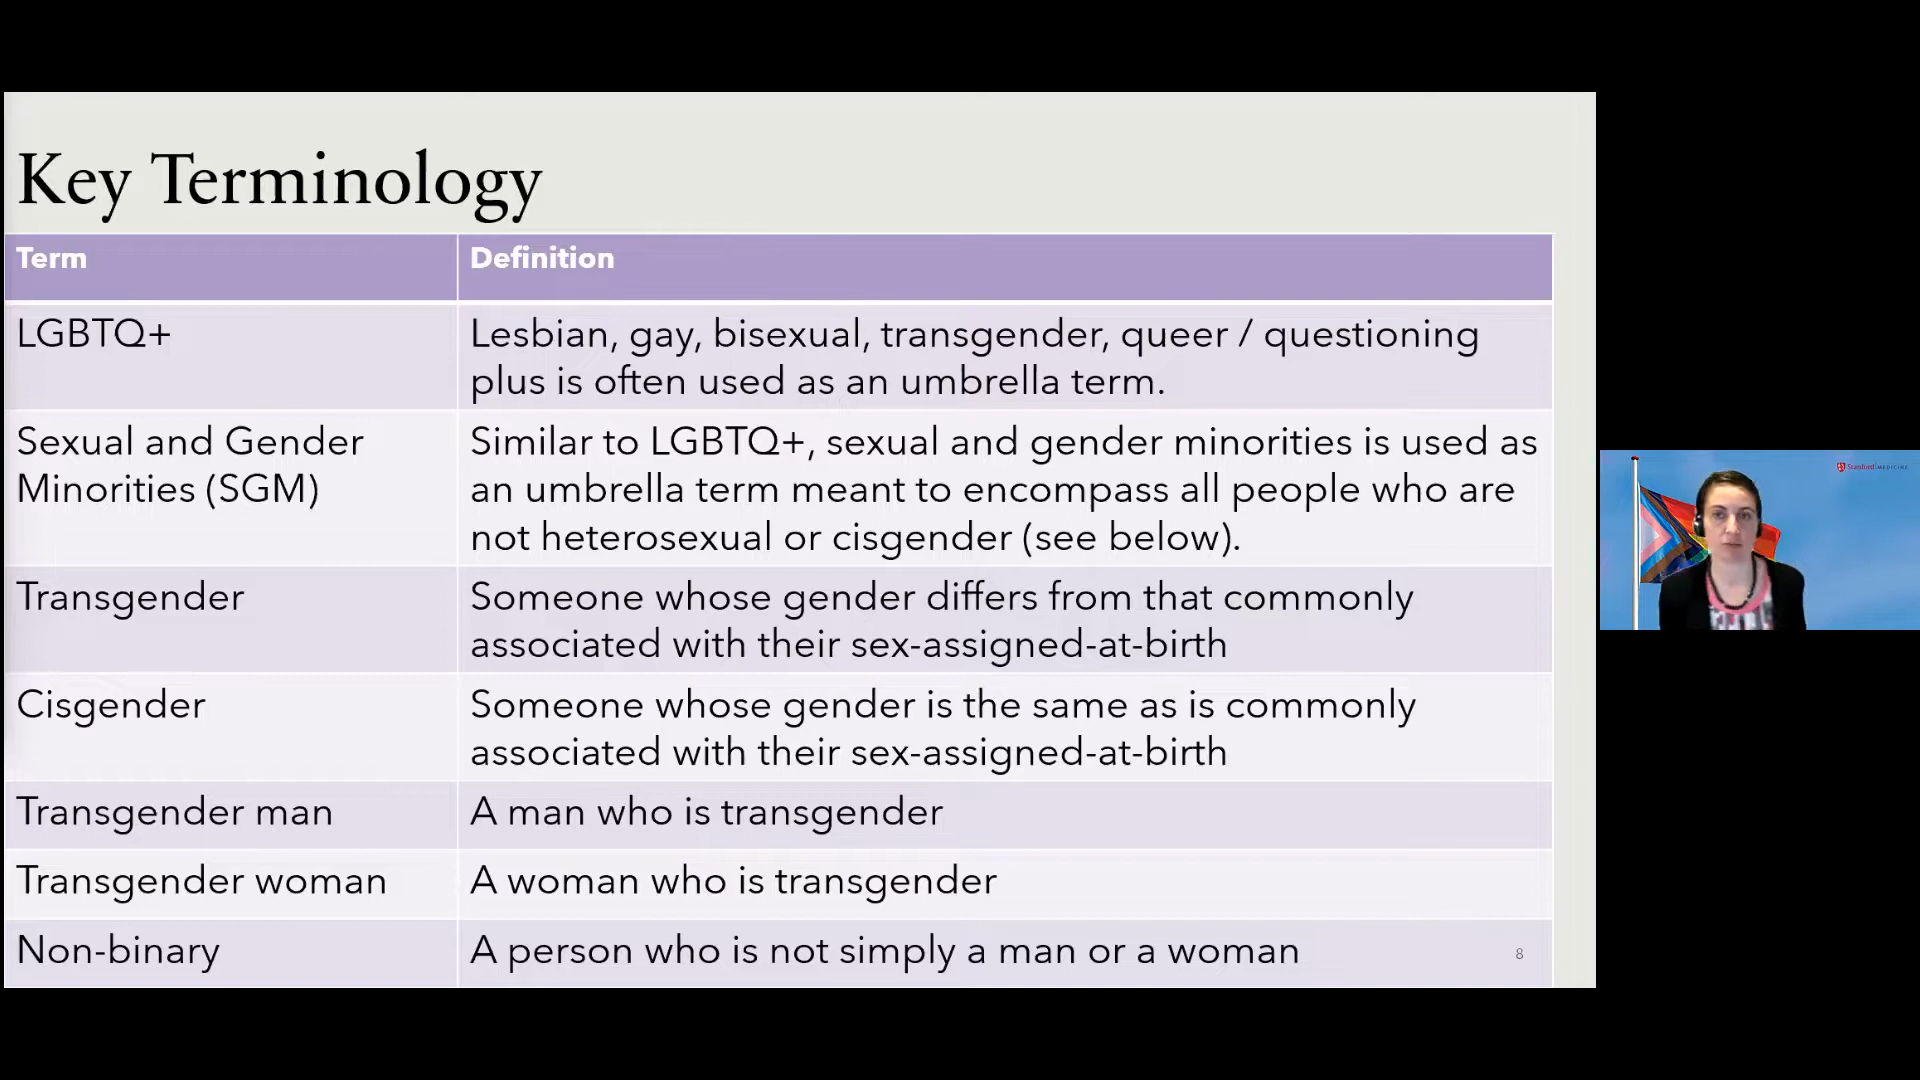 Key Terminology
Term
Definition
LGBTQ+
Lesbian, gay, bisexual, transgender, queer / questioning
plus is often used as an umbrella term.
Sexual and Gender
Minorities (SGM)
Similar to LGBTQ+, sexual and gender minorities is used as
an umbrella term meant to encompass all people who are
not heterosexual or cisgender (see below).
Transgender
Someone whose gender differs from that commonly
associated with their sex-assigned-at-birth
Cisgender
Someone whose gender is the same as is commonly
associated with their sex-assigned-at-birth
Transgender man
A man who is transgender
Transgender woman
A woman who is transgender
Non-binary
A person who is not simply a man or a woman
8
Stanford MEDICINE